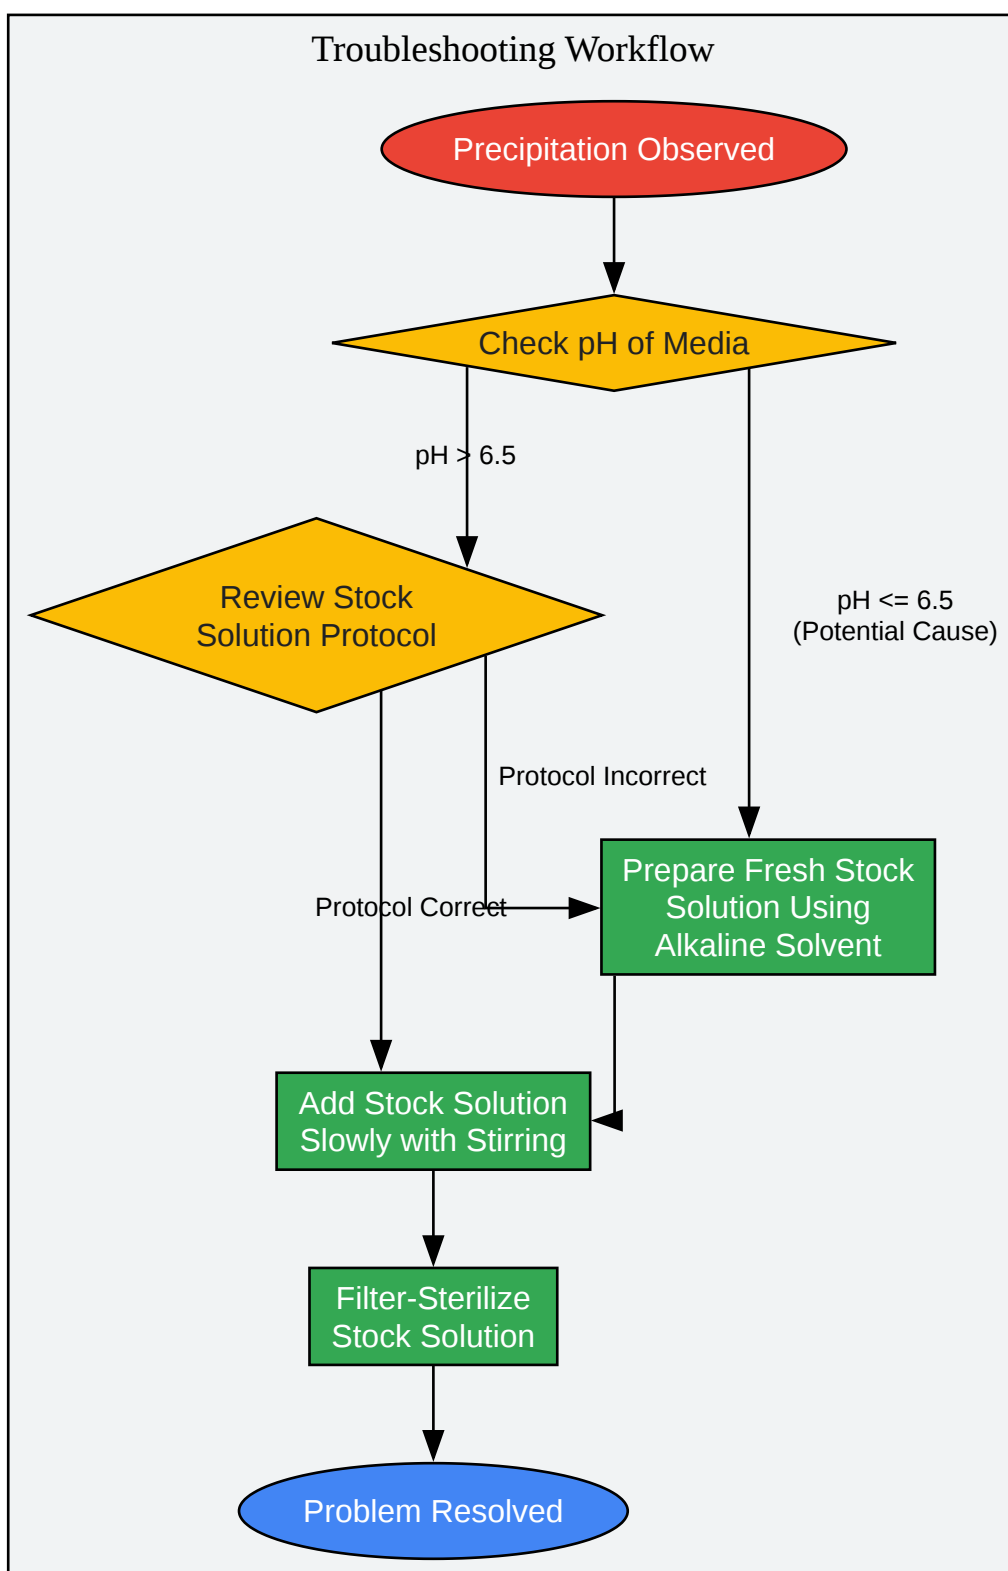 Troubleshooting Workflow
Precipitation Observed
Check pH of Media
pH > 6.5
Review Stock
Solution Protocol
pH <= 6.5
(Potential Cause)
Protocol Incorrect
Protocol Correct
Prepare Fresh Stock
Solution Using
Alkaline Solvent
Add Stock Solution
Slowly with Stirring
Filter-Sterilize
Stock Solution
Problem Resolved